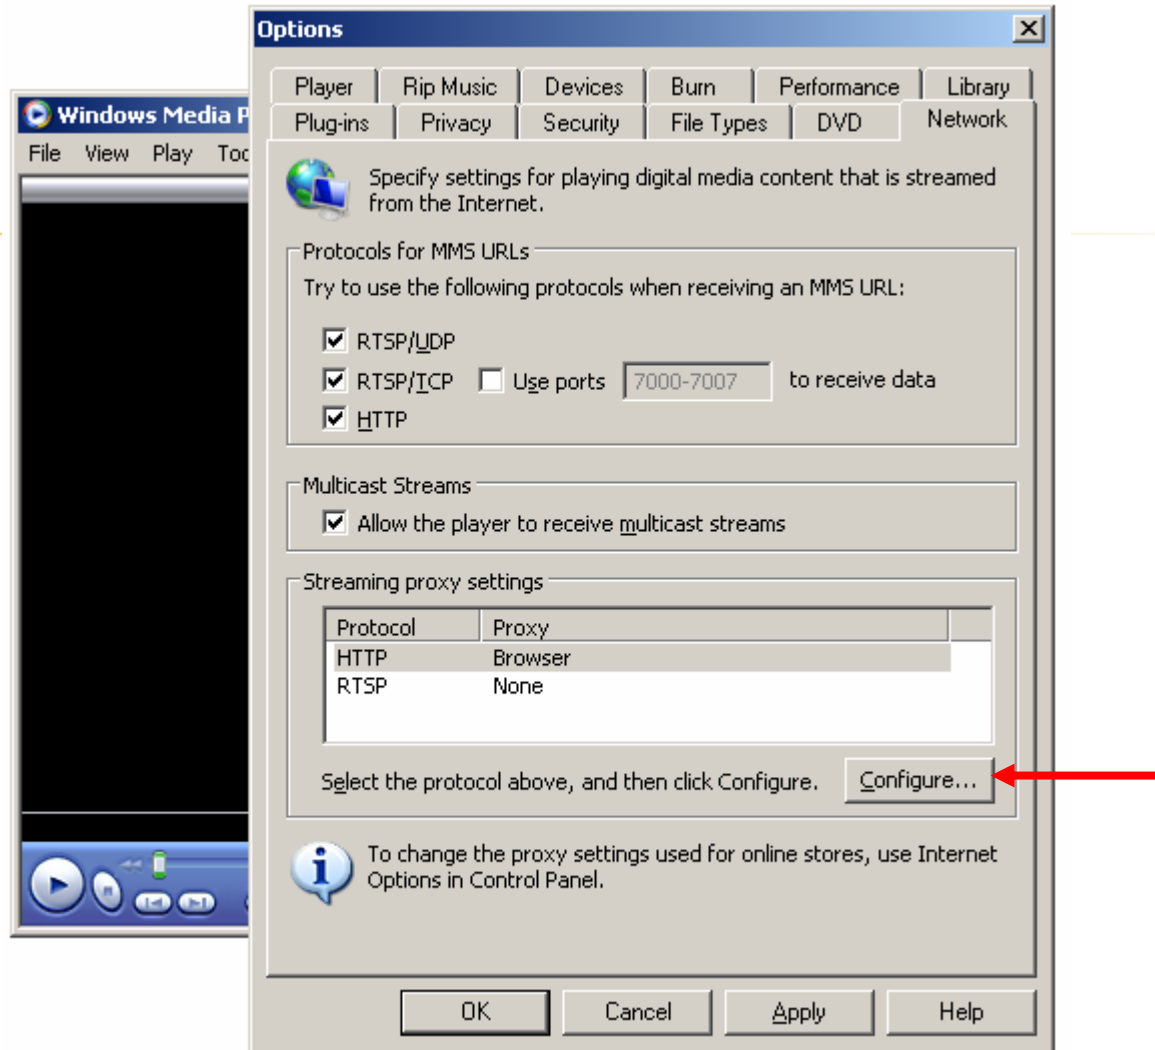 Options
Player Rip Music Devices Burn Performance Library
Plug-ins Privacy Security File Types DVD Network
Windows Media P
File View Play Too
Specify settings for playing digital media content that is streamed
from the Internet.
Protocols for MMS URLs
Try to use the following protocols when receiving an MMS URL:
RTSP/UDP
RTSP/TCP Use ports 7000-7007 to receive data
HTTP
Multicast Streams
Allow the player to receive multicast streams
Streaming proxy settings
Protocol Proxy
HTTP Browser
RTSP None
Select the protocol above, and then click Configure. Configure...
To change the proxy settings used for online stores, use Internet
Options in Control Panel.
OK Cancel Apply Help